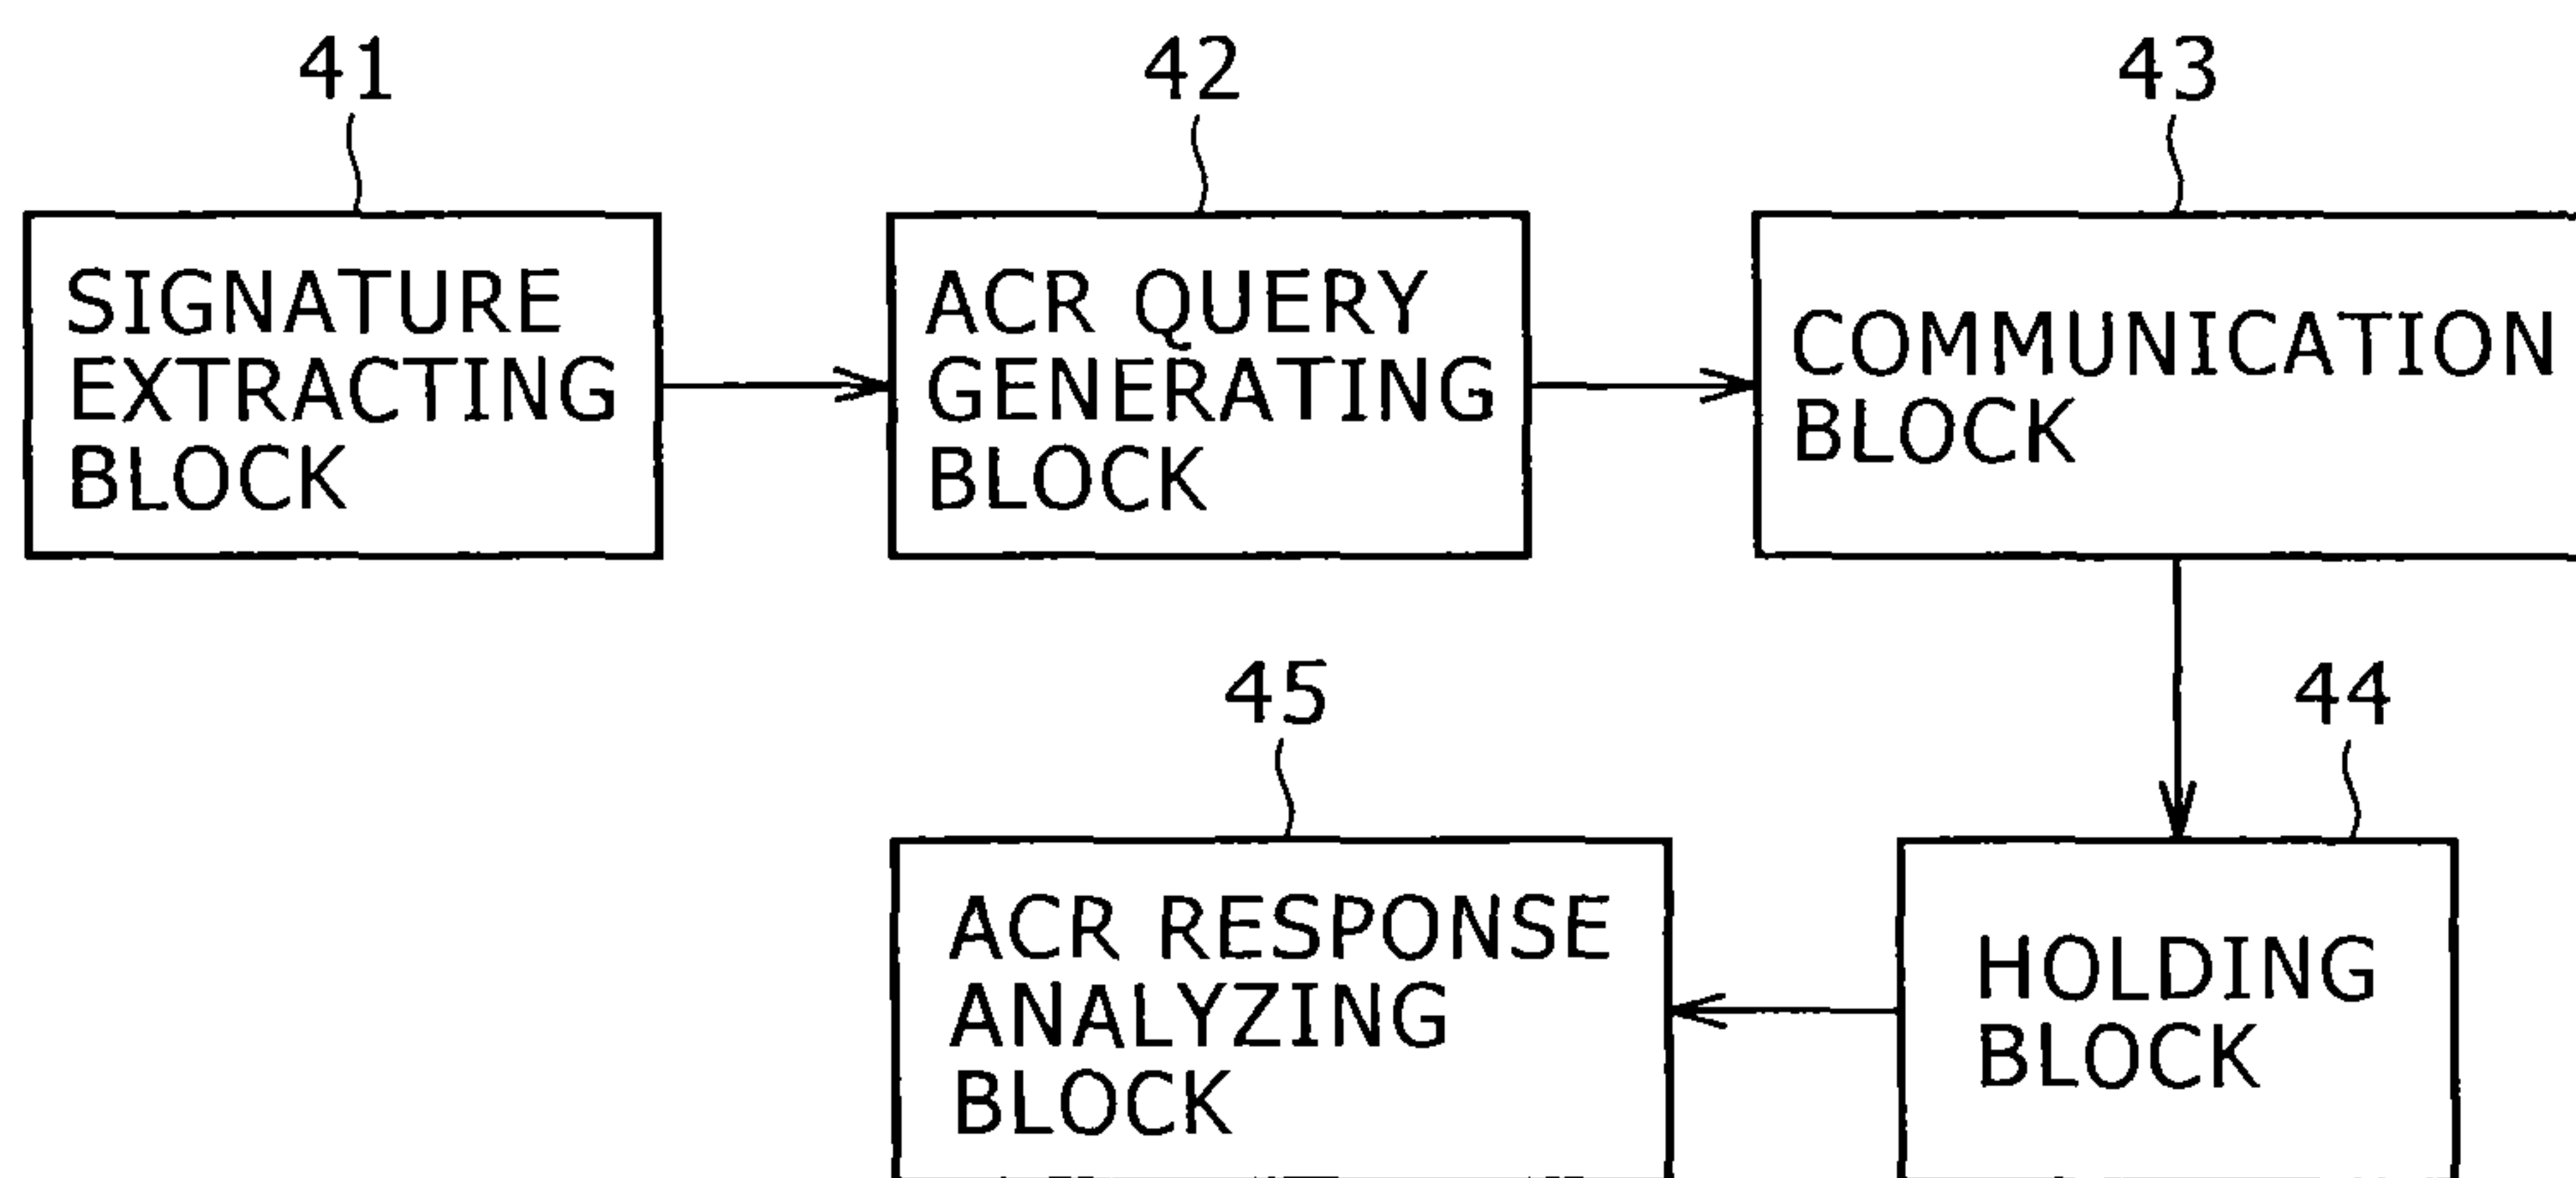 41
42
43
SIGNATURE
EXTRACTING
BLOCK
ACR QUERY
GENERATING
BLOCK
COMMUNICATION
BLOCK
45
44
ACR RESPONSE
ANALYZING
BLOCK
HOLDING
BLOCK